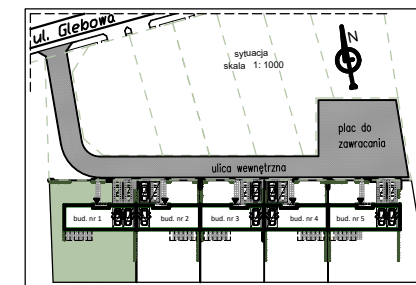 ul. Glebowa
sytuacja
skala 1: 1000
N
plac do
zawracania
ulica wewnętrzna
bud. nr 1
bud. nr 2
bud. nr 3
bud. nr 4
bud. nr 5